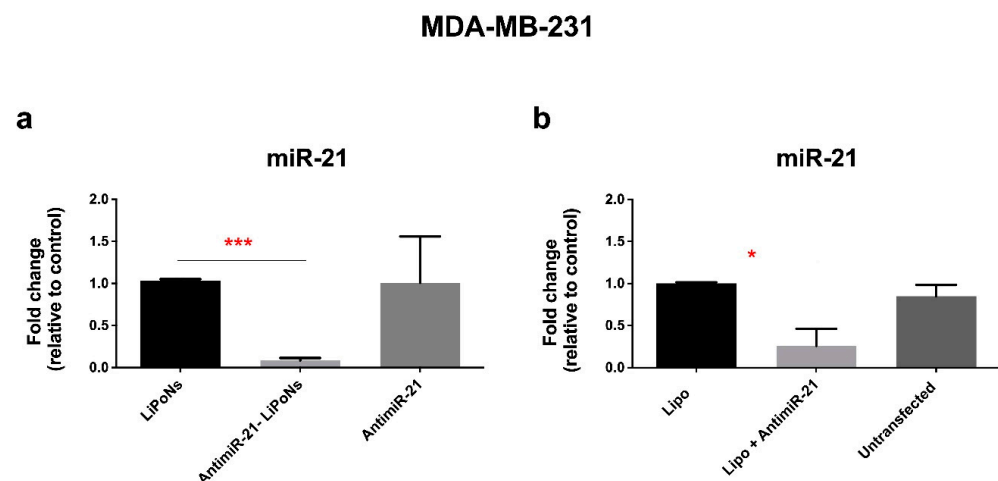 MDA-MB-231
a
miR-21
Fold change
(relative to control)
2.0
1.5
1.0
0.5
0.0
***
LiPoNs
AntimiR-21- LiPoNs
AntimiR-21
b
miR-21
Fold change
(relative to control)
2.0
1.5
1.0
0.5
0.0
*
Lipo
Lipo + AntimiR-21
Untransfected